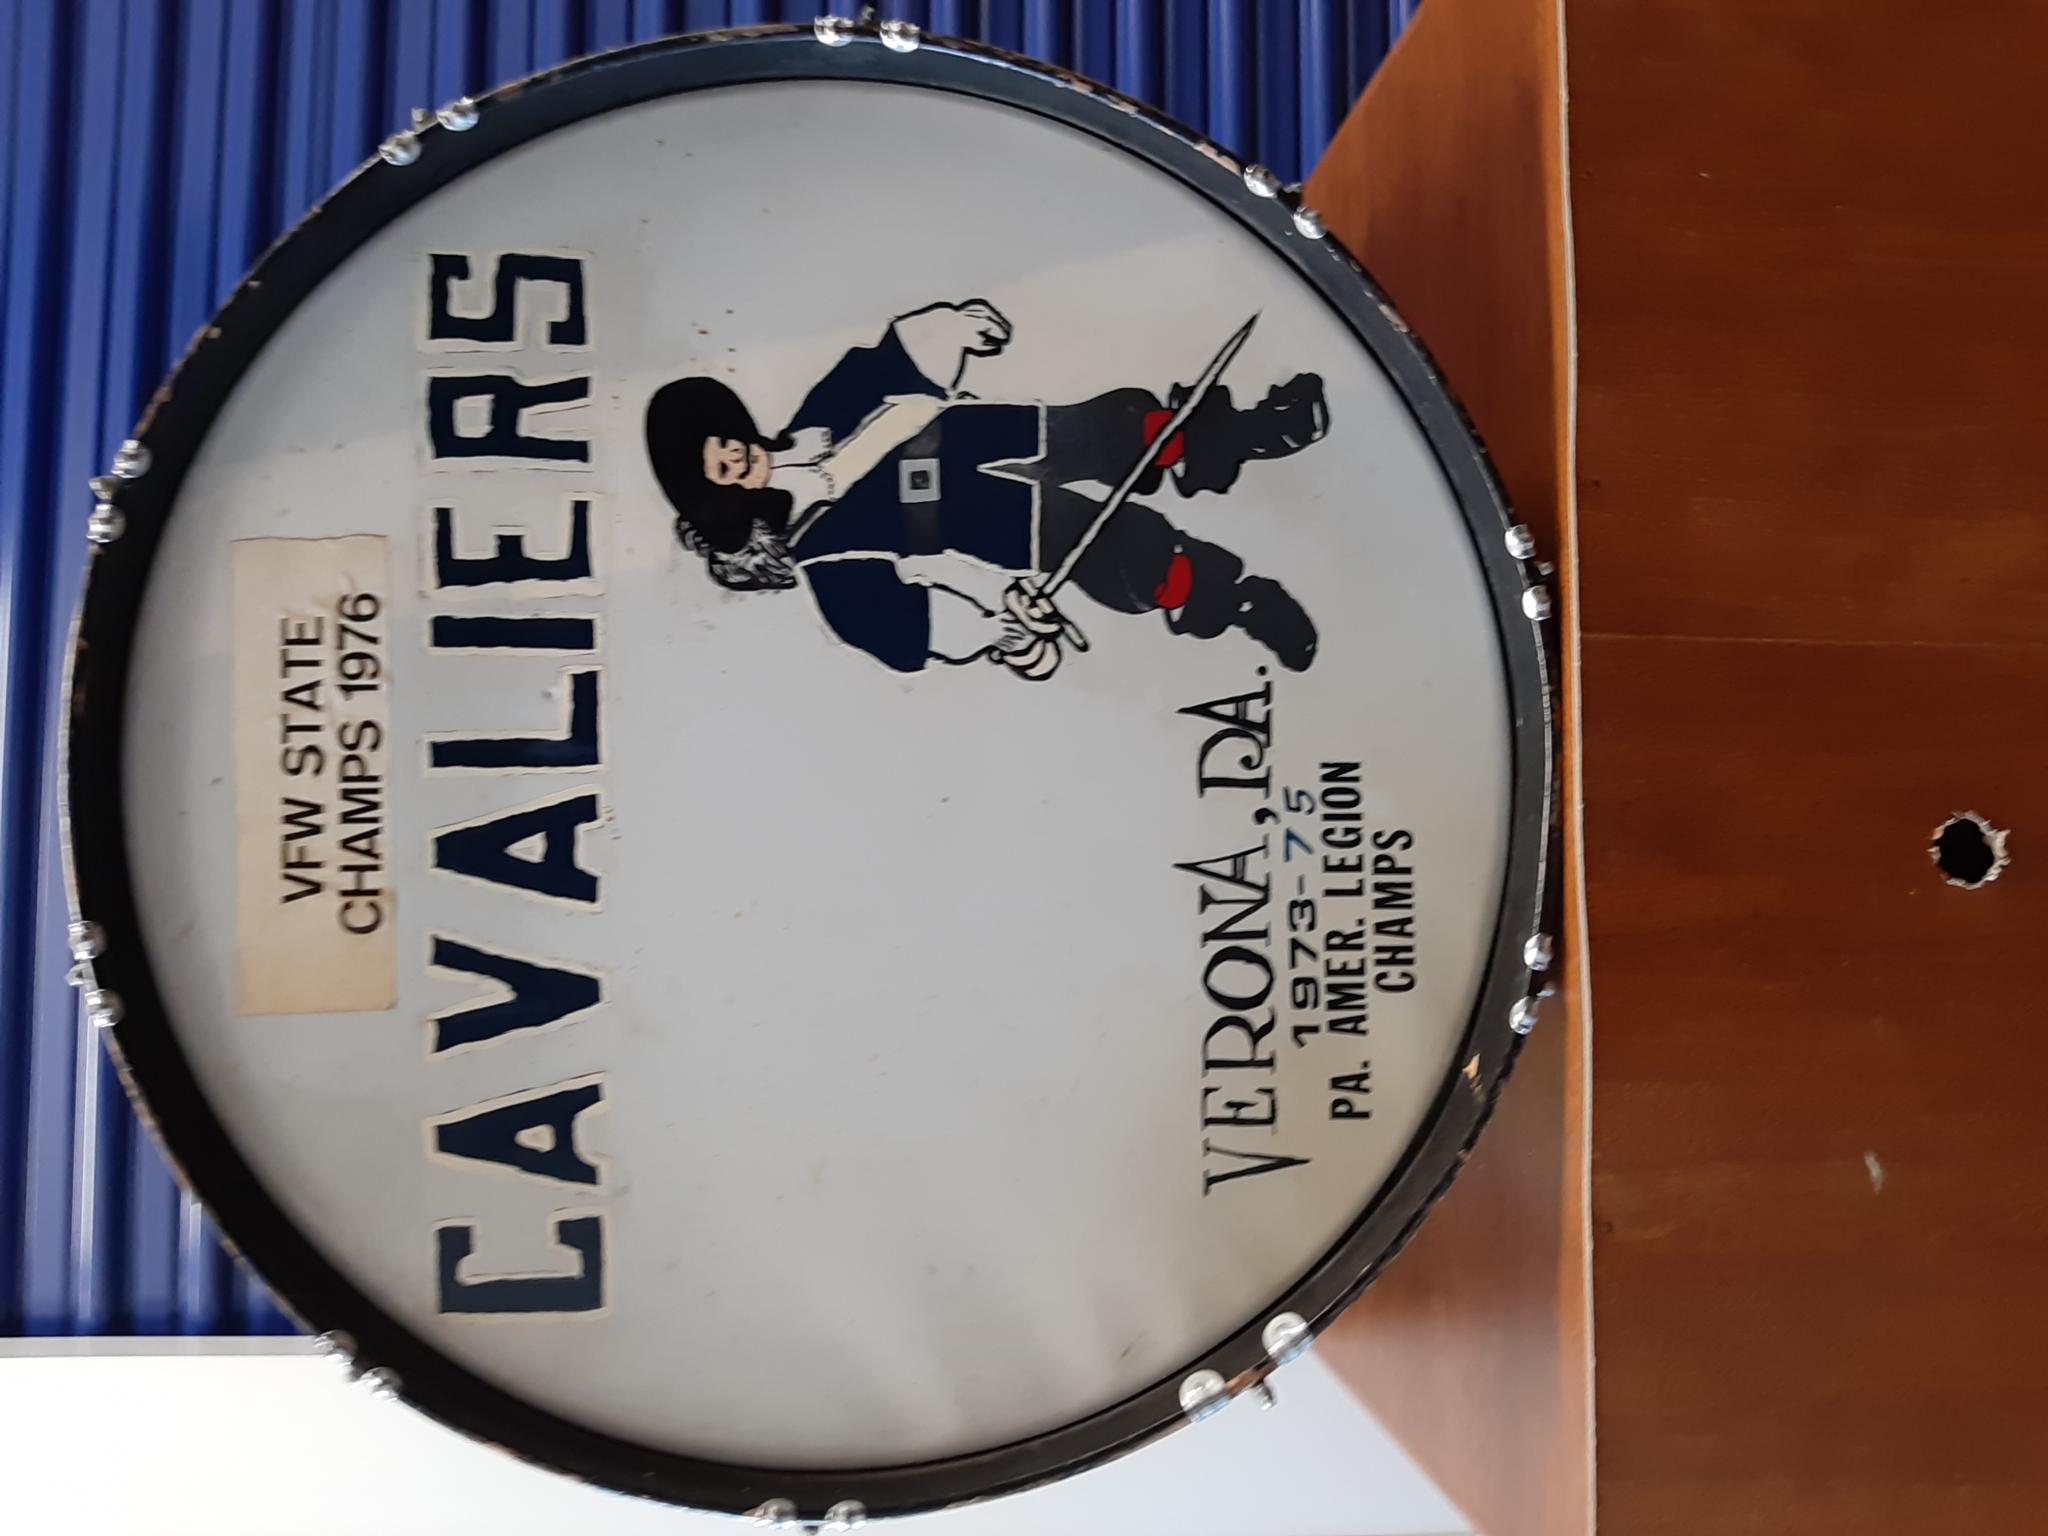 VFW STATE
CHAMPS 1976
CAVALIERS
VERONA, PA.
1973-75
PA. AMER. LEGION
CHAMPS